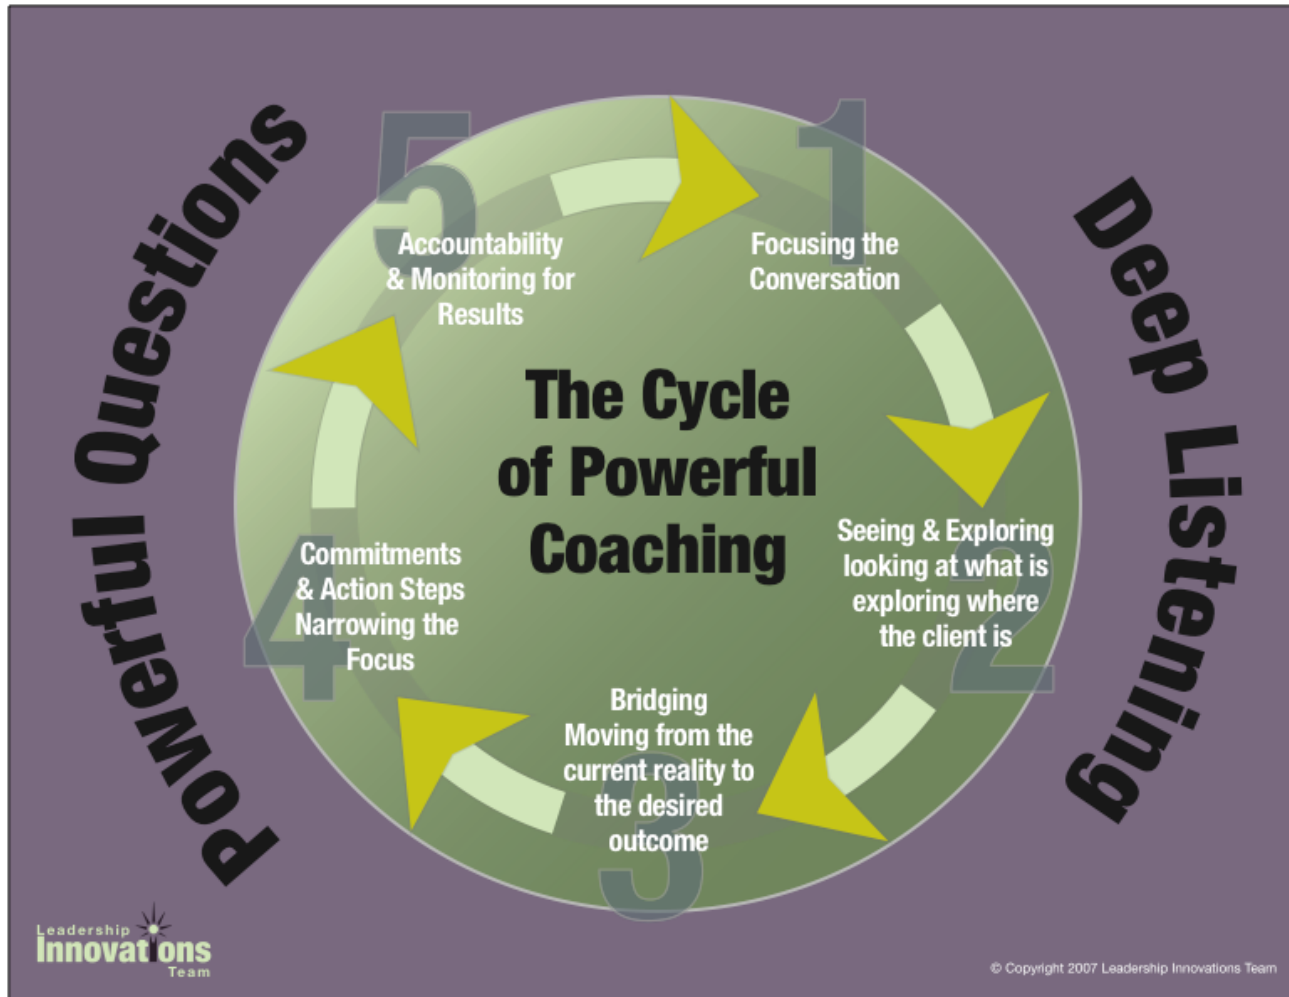 Powerful Questions
Deep Listening
The Cycle
of Powerful
Coaching
1
Focusing the
Conversation
2
Seeing & Exploring
looking at what is
exploring where
the client is
3
Bridging
Moving from the
current reality to
the desired
outcome
4
Commitments
& Action Steps
Narrowing the
Focus
5
Accountability
& Monitoring for
Results
Leadership
Innovations
Team
© Copyright 2007 Leadership Innovations Team